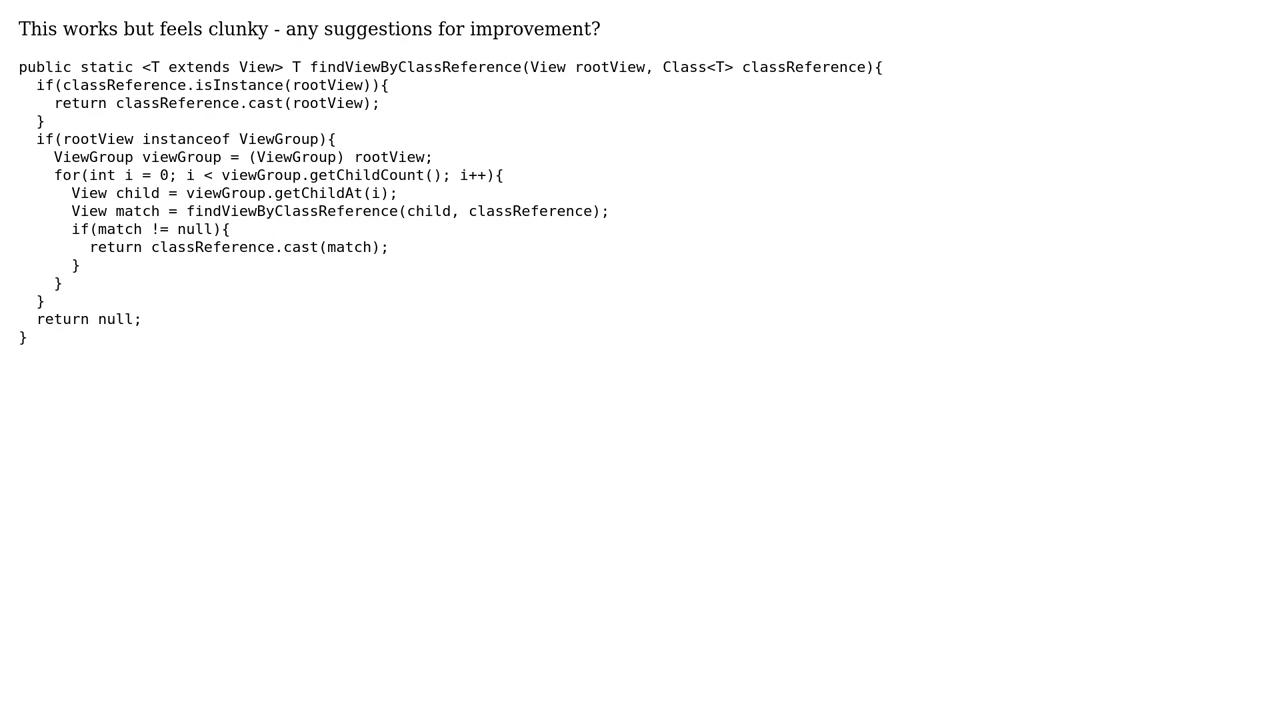 This works but feels clunky - any suggestions for improvement?
public static <T extends View> T findViewByClassReference(View rootView, Class<T> classReference){
  if(classReference.isInstance(rootView)){
    return classReference.cast(rootView);
  }
  if(rootView instanceof ViewGroup){
    ViewGroup viewGroup = (ViewGroup) rootView;
    for(int i = 0; i < viewGroup.getChildCount(); i++){
      View child = viewGroup.getChildAt(i);
      View match = findViewByClassReference(child, classReference);
      if(match != null){
        return classReference.cast(match);
      }
    }
  }
  return null;
}